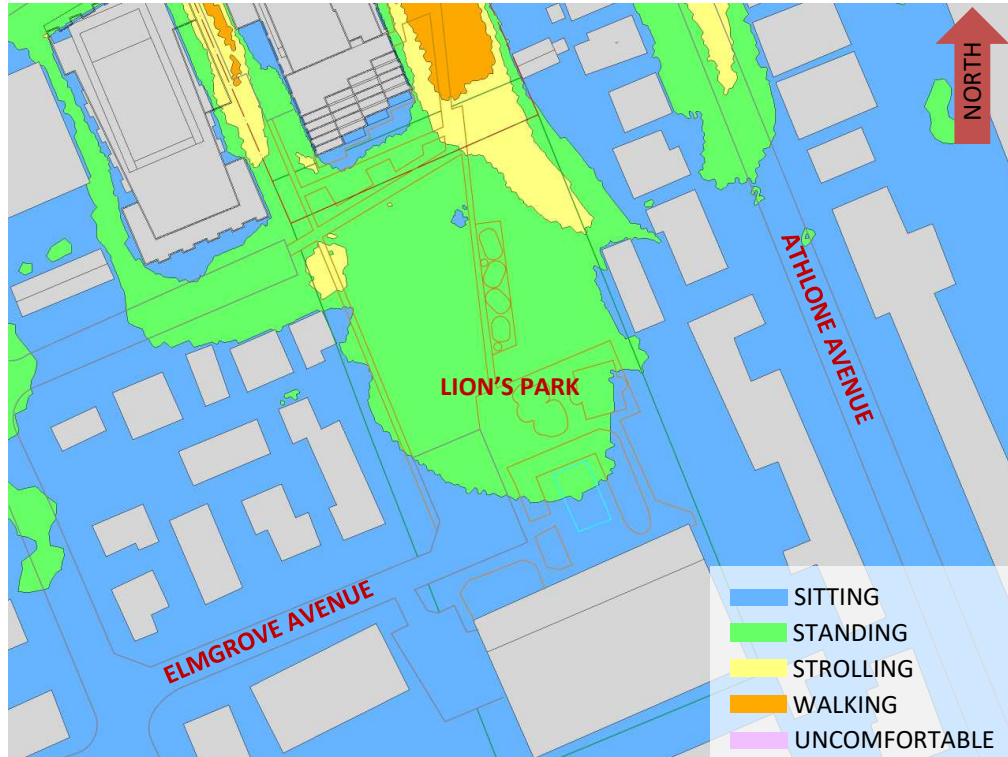 NORTH
ATHLONE AVENUE
LION'S PARK
ELMGROVE AVENUE
SITTING
STANDING
STROLLING
WALKING
UNCOMFORTABLE